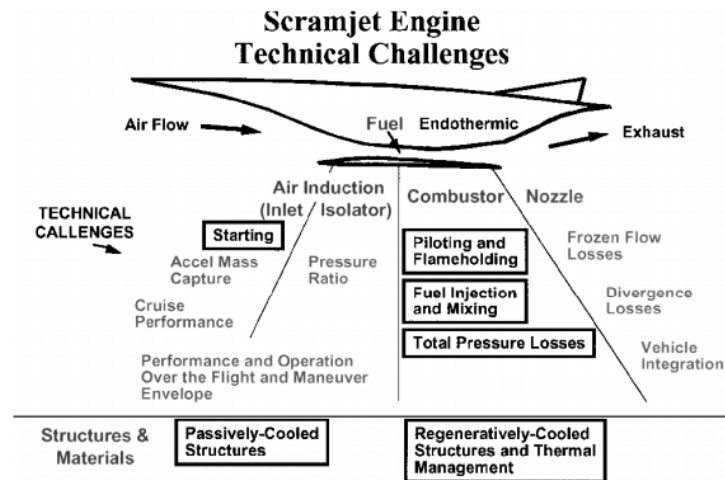 Scramjet Engine
Technical Challenges
Air Flow
Fuel
Endothermic
Exhaust
Air Induction
(Inlet Isolator)
Combustor
Nozzle
TECHNICAL
CALLENGES
Starting
Accel Mass
Capture
Cruise
Performance
Pressure
Ratio
Performance and Operation
Over the Flight and Maneuver
Envelope
Piloting and
Flameholding
Fuel Injection
and Mixing
Total Pressure Losses
Frozen Flow
Losses
Divergence
Losses
Vehicle
Integration
Structures &
Materials
Passively-Cooled
Structures
Regeneratively-Cooled
Structures and Thermal
Management